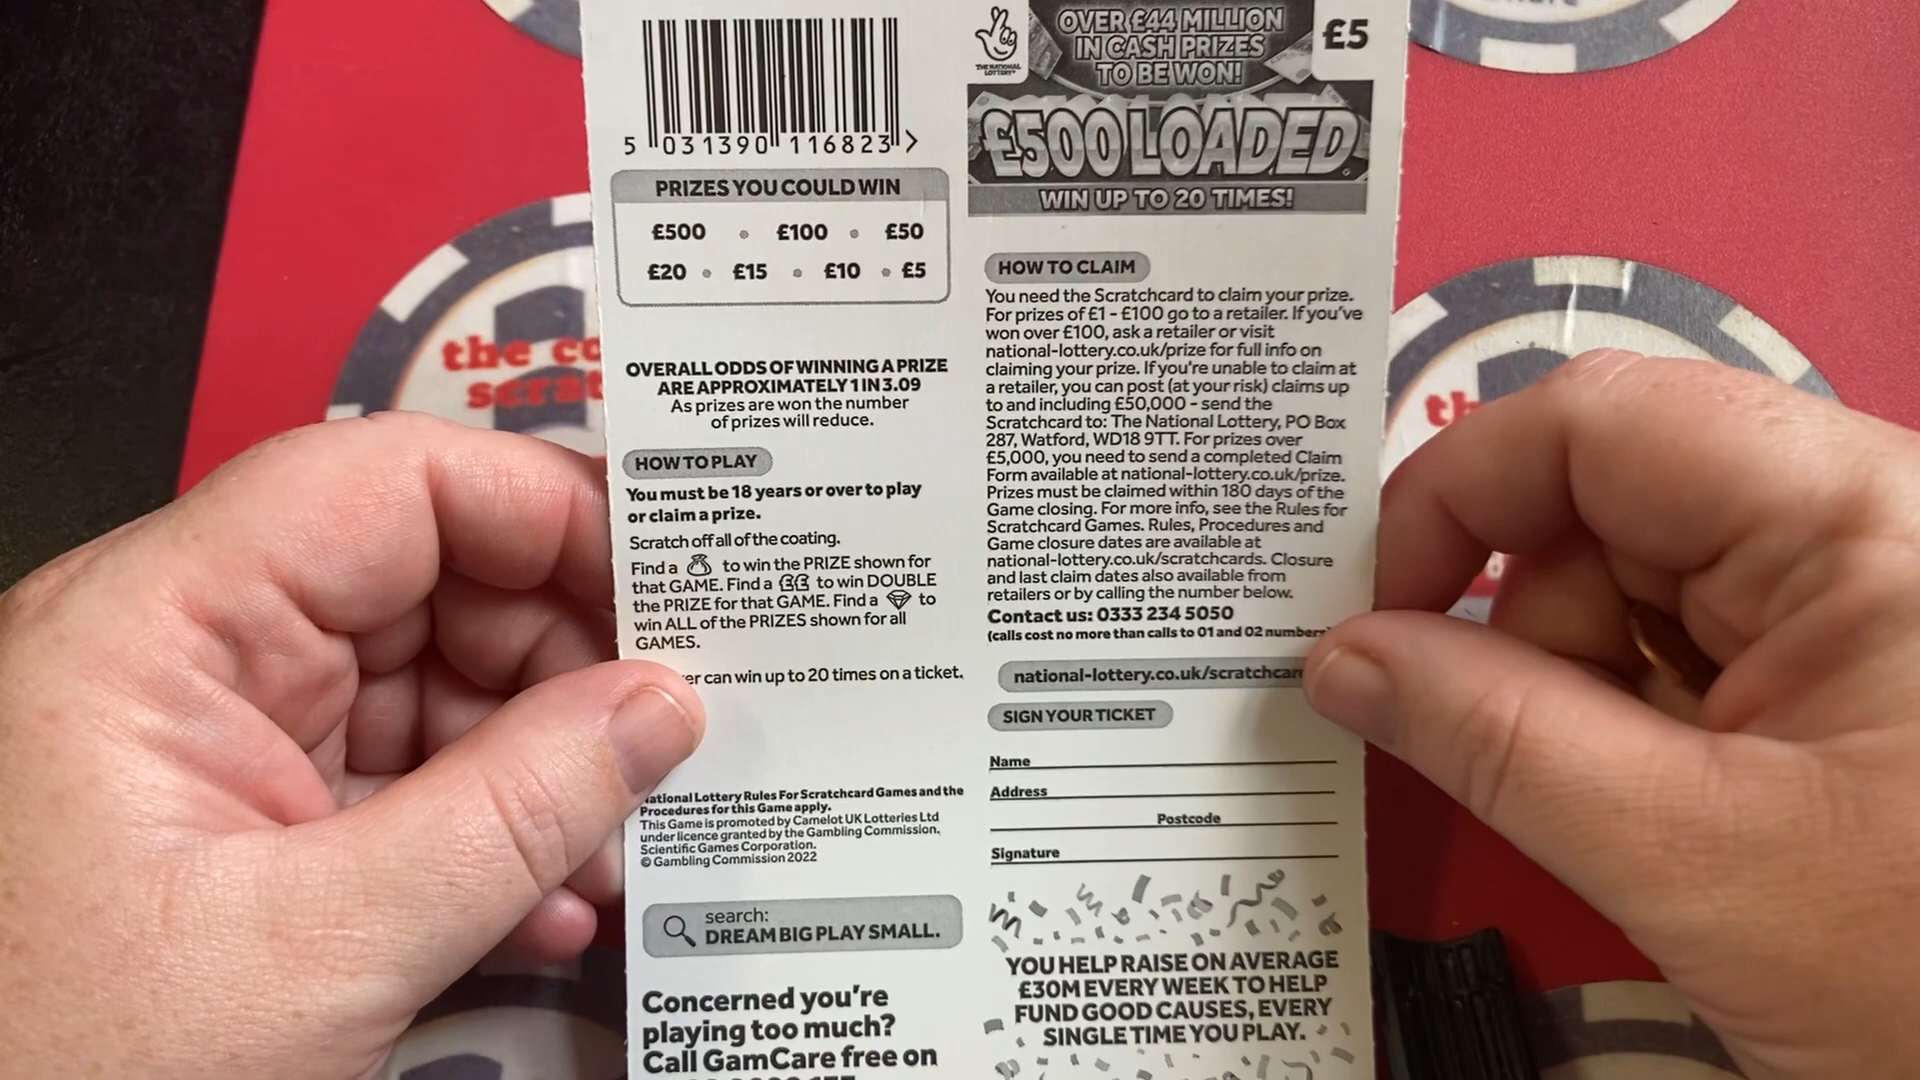 5 031390 116823 >
PRIZES YOU COULD WIN
£500 • £100 • £50
£20 • £15 • £10 • £5
OVERALL ODDS OF WINNING A PRIZE
ARE APPROXIMATELY 1 IN 3.09
As prizes are won the number
of prizes will reduce.
HOW TO PLAY
You must be 18 years or over to play
or claim a prize.
Scratch off all of the coating.
Find a to win the PRIZE shown for
that GAME. Find a ££ to win DOUBLE
the PRIZE for that GAME. Find a to
win ALL of the PRIZES shown for all
GAMES.
can win up to 20 times on a ticket.
National Lottery Rules For Scratchcard Games and the
Procedures for this Game apply.
This Game is promoted by Camelot UK Lotteries Ltd
under licence granted by the Gambling Commission.
Scientific Games Corporation.
© Gambling Commission 2022
search:
DREAM BIG PLAY SMALL.
Concerned you're
playing too much?
Call GamCare free on
THE NATIONAL
LOTTERY
OVER £44 MILLION
IN CASH PRIZES
TO BE WON!
£5
£500 LOADED
WIN UP TO 20 TIMES!
HOW TO CLAIM
You need the Scratchcard to claim your prize.
For prizes of £1 - £100 go to a retailer. If you've
won over £100, ask a retailer or visit
national-lottery.co.uk/prize for full info on
claiming your prize. If you're unable to claim at
a retailer, you can post (at your risk) claims up
to and including £50,000 - send the
Scratchcard to: The National Lottery, PO Box
287, Watford, WD18 9TT. For prizes over
£5,000, you need to send a completed Claim
Form available at national-lottery.co.uk/prize.
Prizes must be claimed within 180 days of the
Game closing. For more info, see the Rules for
Scratchcard Games. Rules, Procedures and
Game closure dates are available at
national-lottery.co.uk/scratchcards. Closure
and last claim dates also available from
retailers or by calling the number below.
Contact us: 0333 234 5050
(calls cost no more than calls to 01 and 02 numbers)
national-lottery.co.uk/scratchcar
SIGN YOUR TICKET
Name
Address
Postcode
Signature
YOU HELP RAISE ON AVERAGE
£30M EVERY WEEK TO HELP
FUND GOOD CAUSES, EVERY
SINGLE TIME YOU PLAY.
the co
scrat
th